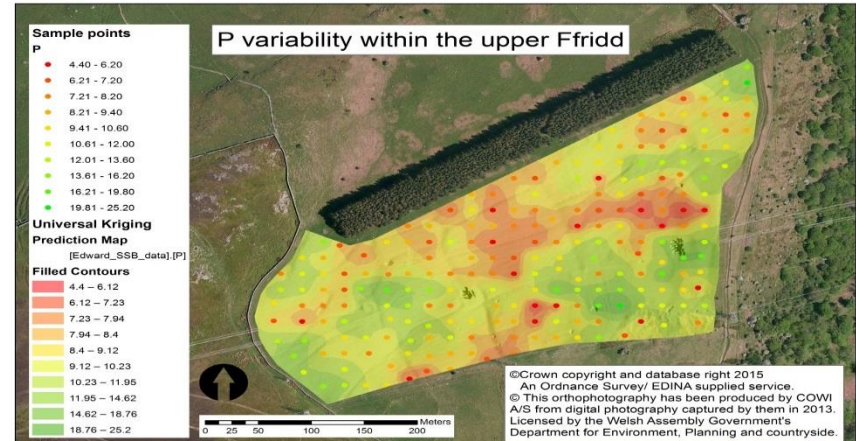 P variability within the upper Ffridd
Sample points
P
4.40 - 6.20
6.21 - 7.20
7.21 - 8.20
8.21 - 9.40
9.41 - 10.60
10.61 - 12.00
12.01 - 13.60
13.61 - 16.20
16.21 - 19.80
19.81 - 25.20
Universal Kriging
Prediction Map
[Edward_SSB_data].[P]
Filled Contours
4.4 – 6.12
6.12 – 7.23
7.23 – 7.94
7.94 – 8.4
8.4 – 9.12
9.12 – 10.23
10.23 – 11.95
11.95 – 14.62
14.62 – 18.76
18.76 – 25.2
Meters
0 25 50 100 150 200
©Crown copyright and database right 2015
An Ordnance Survey/ EDINA supplied service.
© This orthophotography has been produced by COWI
A/S from digital photography captured by them in 2013.
Licensed by the Welsh Assembly Government's
Department for Environment, Planning and countryside.